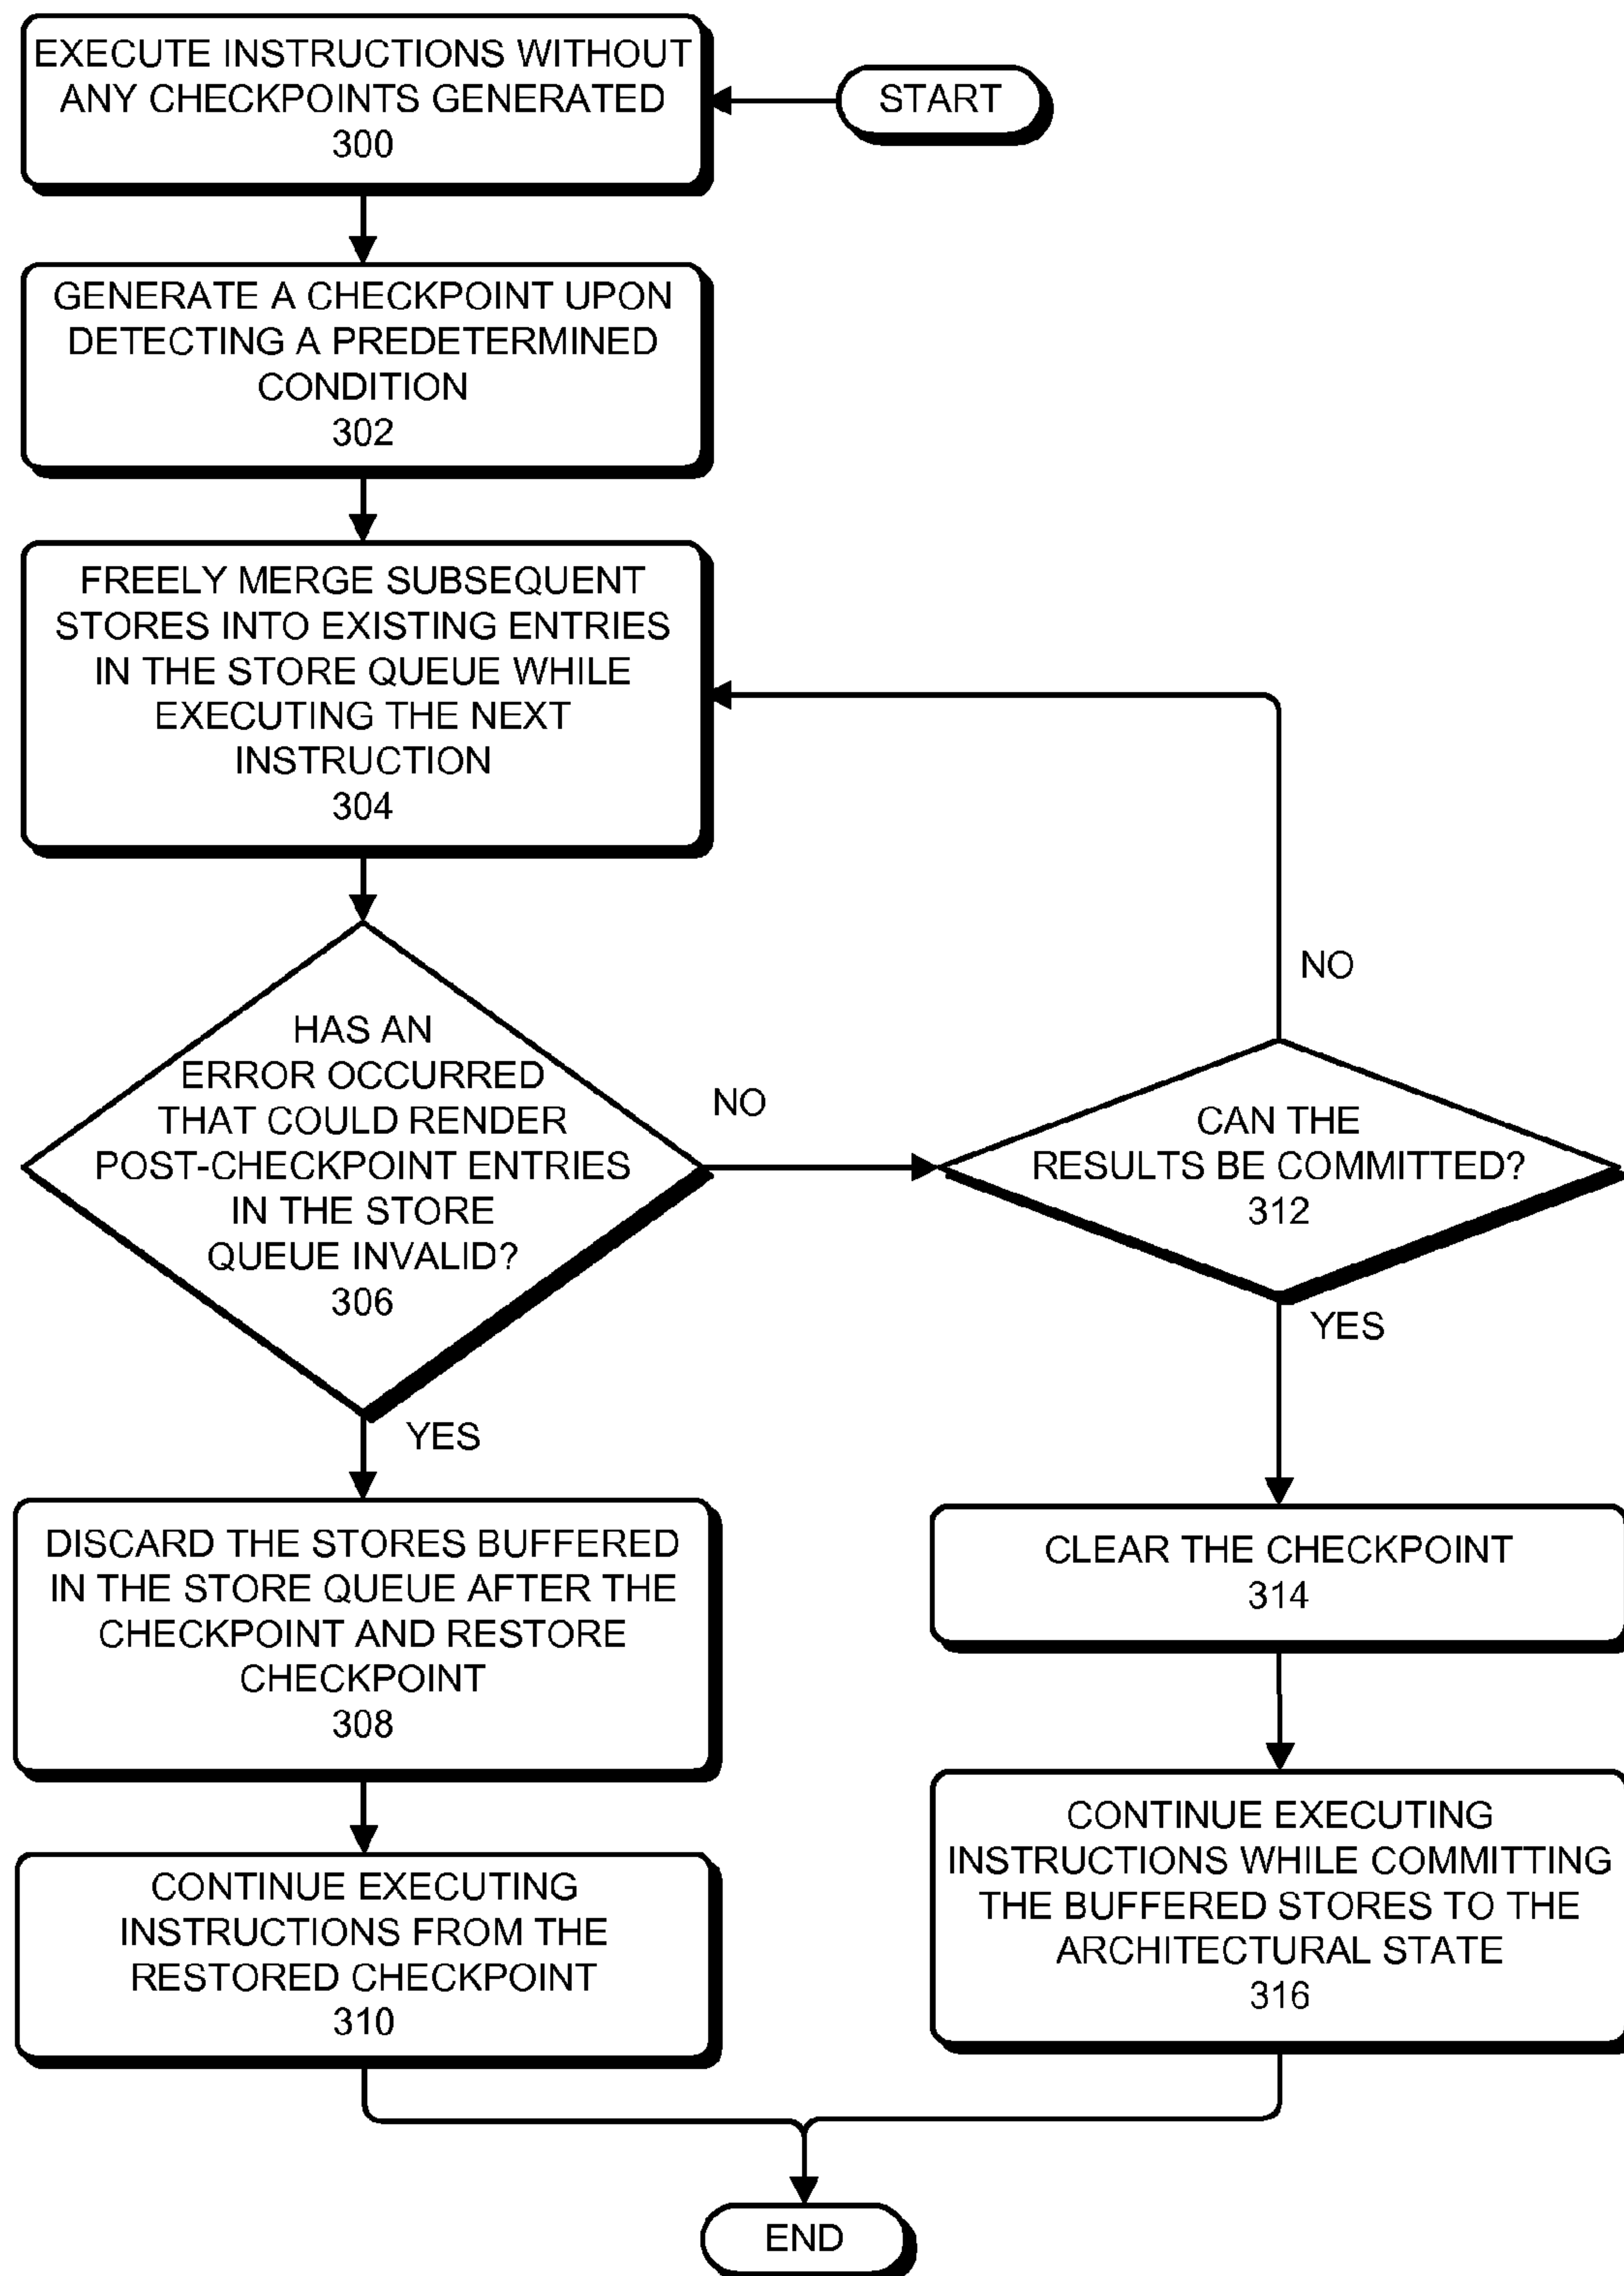 EXECUTE INSTRUCTIONS WITHOUT
ANY CHECKPOINTS GENERATED
300
START
GENERATE A CHECKPOINT UPON
DETECTING A PREDETERMINED
CONDITION
302
FREELY MERGE SUBSEQUENT
STORES INTO EXISTING ENTRIES
IN THE STORE QUEUE WHILE
EXECUTING THE NEXT
INSTRUCTION
304
HAS AN
ERROR OCCURRED
THAT COULD RENDER
POST-CHECKPOINT ENTRIES
IN THE STORE
QUEUE INVALID?
306
NO
NO
CAN THE
RESULTS BE COMMITTED?
312
YES
YES
DISCARD THE STORES BUFFERED
IN THE STORE QUEUE AFTER THE
CHECKPOINT AND RESTORE
CHECKPOINT
308
CLEAR THE CHECKPOINT
314
CONTINUE EXECUTING
INSTRUCTIONS FROM THE
RESTORED CHECKPOINT
310
CONTINUE EXECUTING
INSTRUCTIONS WHILE COMMITTING
THE BUFFERED STORES TO THE
ARCHITECTURAL STATE
316
END